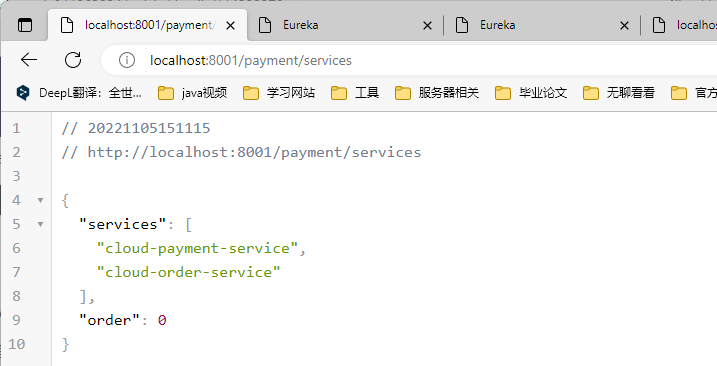 localhost:8001/payment/
Eureka
Eureka
localhos
localhost:8001/payment/services
DeepL翻译：全世... java视频 学习网站 工具 服务器相关 毕业论文 无聊看看 官方
1 // 20221105151115
2 // http://localhost:8001/payment/services
3
4 {
5 "services": [
6 "cloud-payment-service",
7 "cloud-order-service"
8 ],
9 "order": 0
10 }